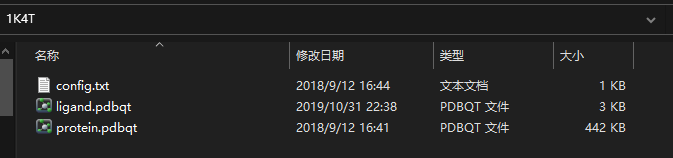 1K4T
名称 修改日期 类型 大小
config.txt 2018/9/12 16:44 文本文档 1 KB
ligand.pdbqt 2019/10/31 22:38 PDBQT 文件 3 KB
protein.pdbqt 2018/9/12 16:41 PDBQT 文件 442 KB